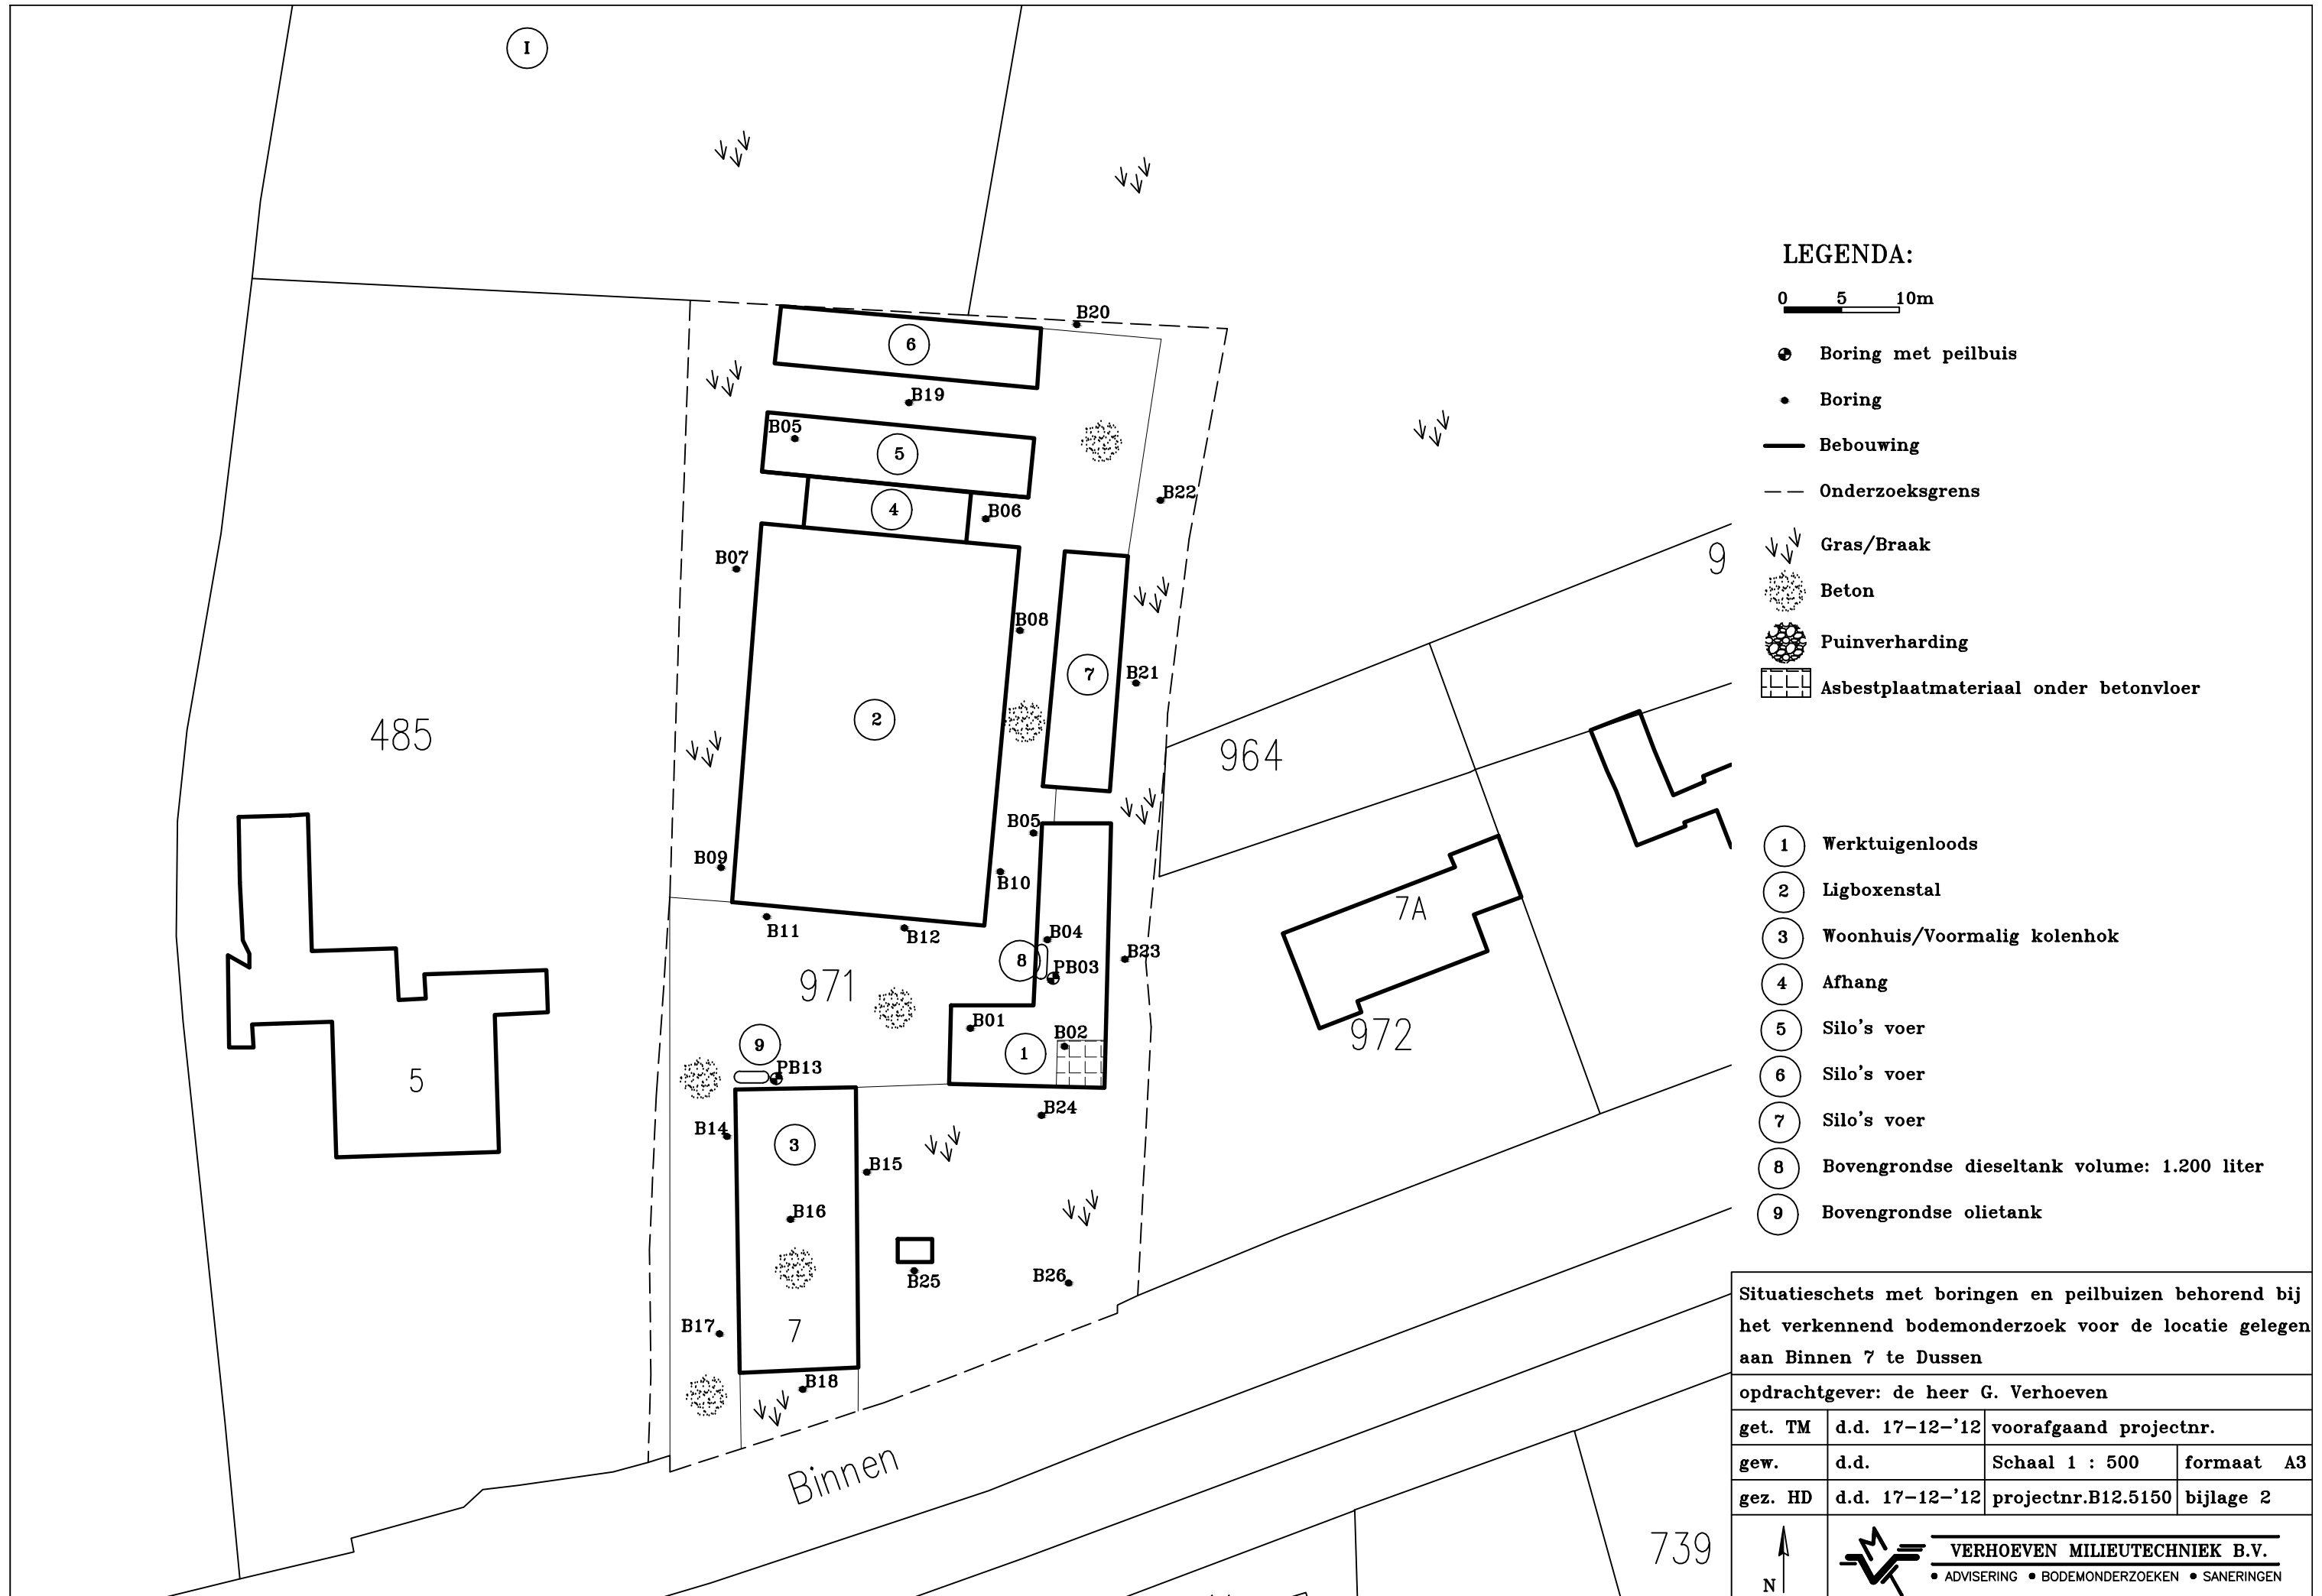 I
B20
6
B19
B05
5
B22
4
B06
B07
B08
7
B21
2
485
964
9
B05
B09
B10
7A
B11
B12
B04
8
PB03
B23
971
B01
B02
1
972
9
PB13
5
B24
B14
3
B15
B16
B25
B26
B17
7
B18
Binnen
739
LEGENDA:
0 5 10m
Boring met peilbuis
Boring
Bebouwing
Onderzoeksgrens
Gras/Braak
Beton
Puinverharding
Asbestplaatmateriaal onder betonvloer
1 Werktuigenloods
2 Ligboxenstal
3 Woonhuis/Voormalig kolenhok
4 Afhang
5 Silo's voer
6 Silo's voer
7 Silo's voer
8 Bovengrondse dieseltank volume: 1.200 liter
9 Bovengrondse olietank
Situatieschets met boringen en peilbuizen behorend bij
het verkennend bodemonderzoek voor de locatie gelegen
aan Binnen 7 te Dussen
opdrachtgever: de heer G. Verhoeven
get. TM d.d. 17-12-'12 voorafgaand projectnr.
gew. d.d. Schaal 1 : 500 formaat A3
gez. HD d.d. 17-12-'12 projectnr.B12.5150 bijlage 2
N
VERHOEVEN MILIEUTECHNIEK B.V.
• ADVISERING • BODEMONDERZOEKEN • SANERINGEN